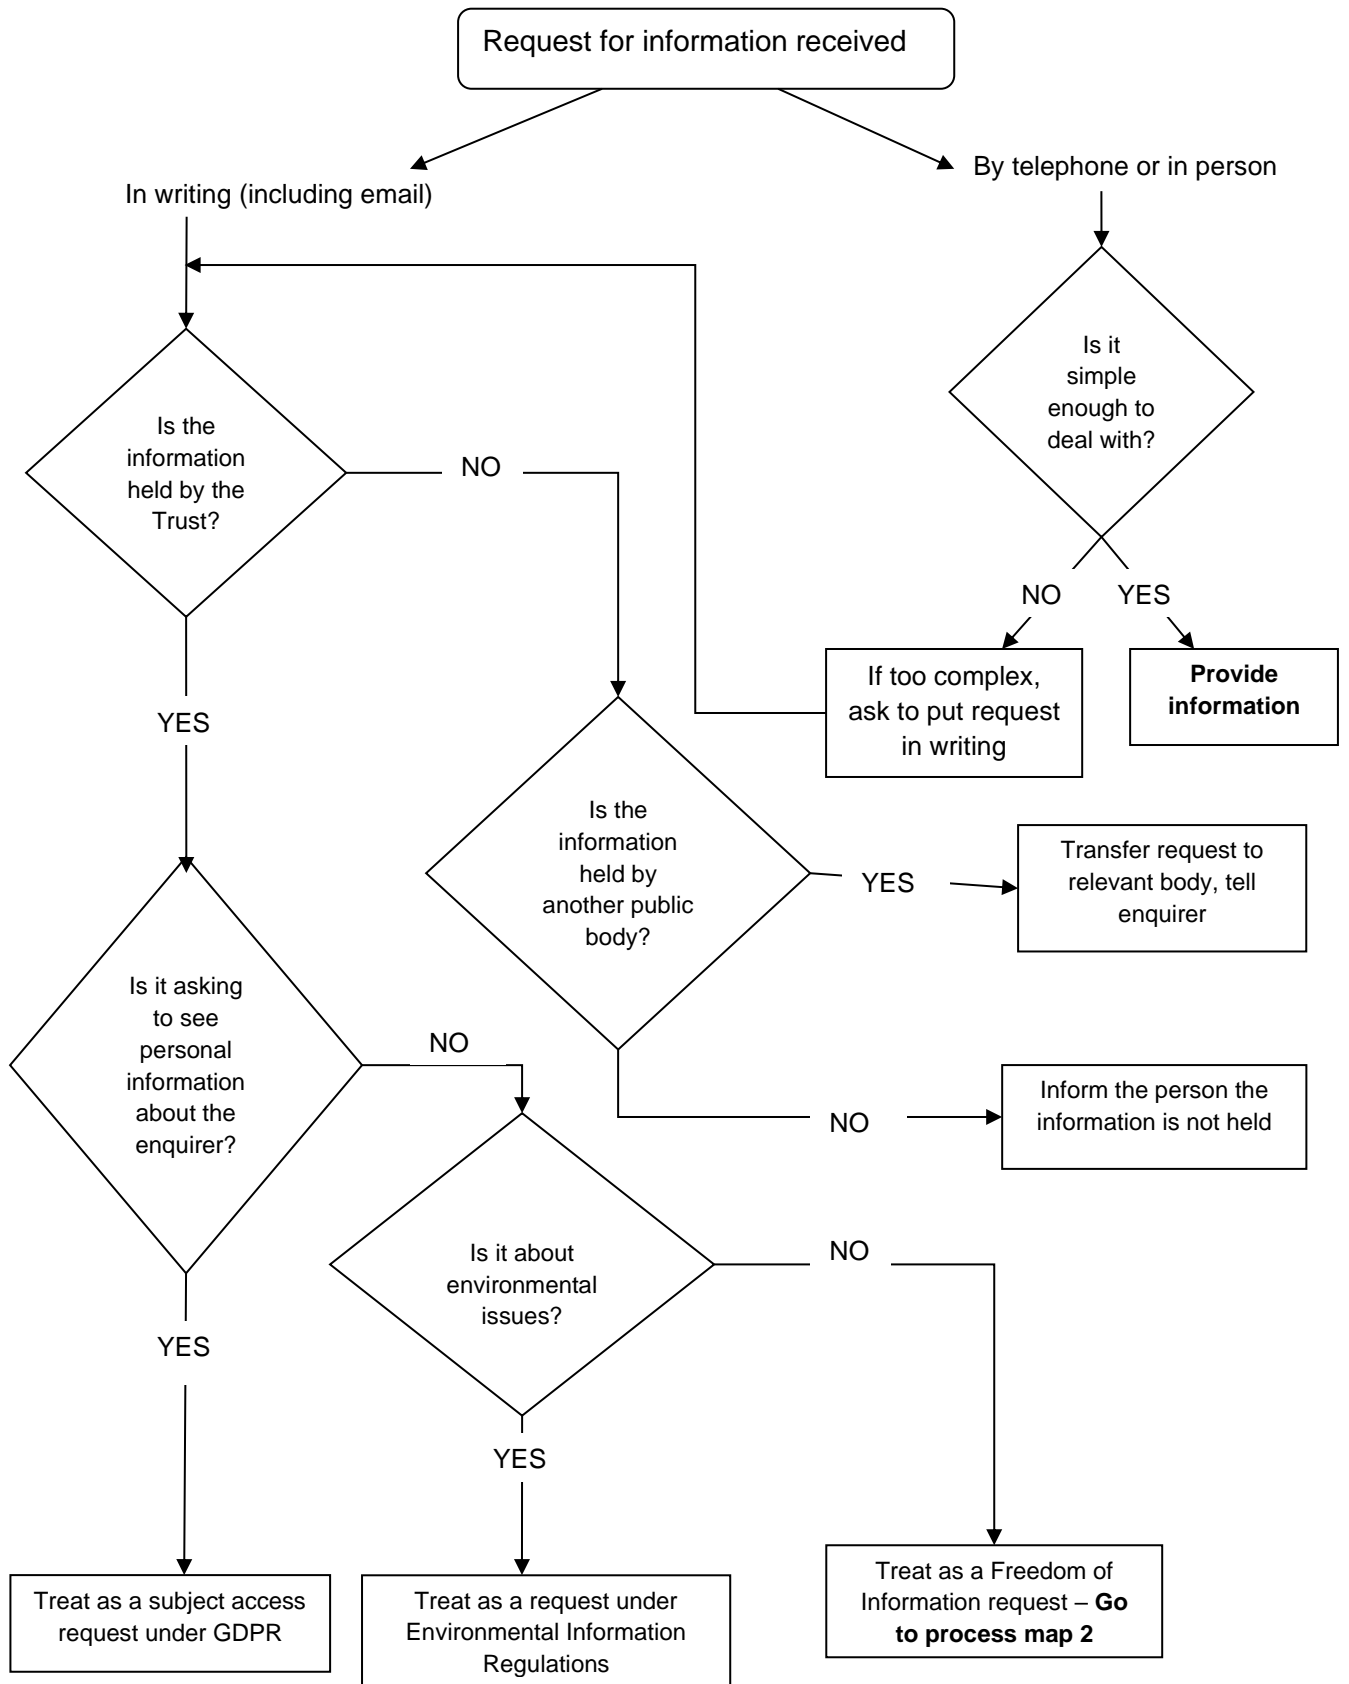 Request for information received
By telephone or in person
In writing (including email)
Is it
simple
enough to
deal with?
Is the
information
held by the
Trust?
NO
NO
YES
If too complex,
ask to put request
in writing
Provide
information
YES
Is the
information
held by
another public
body?
YES
Transfer request to
relevant body, tell
enquirer
Is it asking
to see
personal
information
about the
enquirer?
NO
NO
Inform the person the
information is not held
Is it about
environmental
issues?
NO
YES
YES
Treat as a subject access
request under GDPR
Treat as a request under
Environmental Information
Regulations
Treat as a Freedom of
Information request – Go
to process map 2